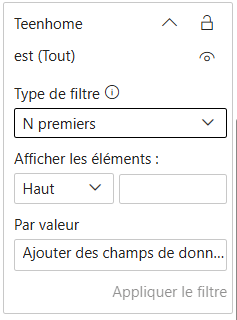 Teenhome
est (Tout)
Type de filtre
N premiers
Afficher les éléments :
Haut
Par valeur
Ajouter des champs de donn...
Appliquer le filtre